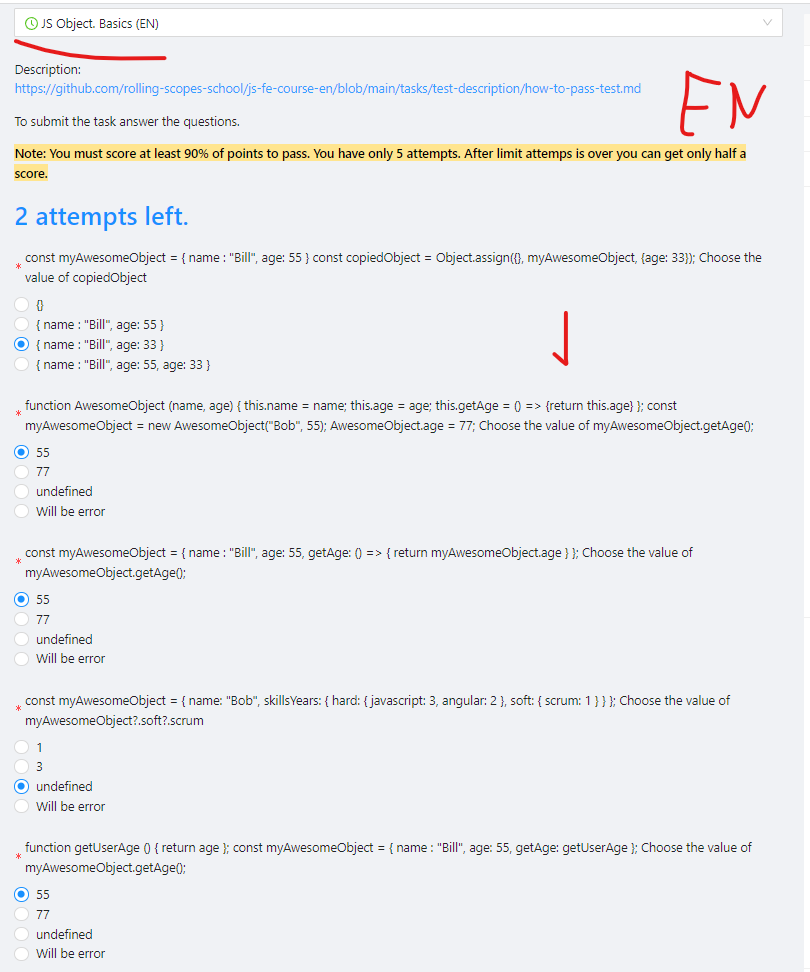 JS Object. Basics (EN)
Description:
https://github.com/rolling-scopes-school/js-fe-course-en/blob/main/tasks/test-description/how-to-pass-test.md
EN
To submit the task answer the questions.
Note: You must score at least 90% of points to pass. You have only 5 attempts. After limit attemps is over you can get only half a
score.
2 attempts left.
* const myAwesomeObject = { name : "Bill", age: 55 } const copiedObject = Object.assign({}, myAwesomeObject, {age: 33}); Choose the
value of copiedObject
{}
{ name : "Bill", age: 55 }
{ name : "Bill", age: 33 }
{ name : "Bill", age: 55, age: 33 }
* function AwesomeObject (name, age) { this.name = name; this.age = age; this.getAge = () => {return this.age} }; const
myAwesomeObject = new AwesomeObject("Bob", 55); AwesomeObject.age = 77; Choose the value of myAwesomeObject.getAge();
55
77
undefined
Will be error
* const myAwesomeObject = { name : "Bill", age: 55, getAge: () => { return myAwesomeObject.age } }; Choose the value of
myAwesomeObject.getAge();
55
77
undefined
Will be error
* const myAwesomeObject = { name: "Bob", skillsYears: { hard: { javascript: 3, angular: 2 }, soft: { scrum: 1 } } }; Choose the value of
myAwesomeObject?.soft?.scrum
1
3
undefined
Will be error
* function getUserAge () { return age }; const myAwesomeObject = { name : "Bill", age: 55, getAge: getUserAge }; Choose the value of
myAwesomeObject.getAge();
55
77
undefined
Will be error